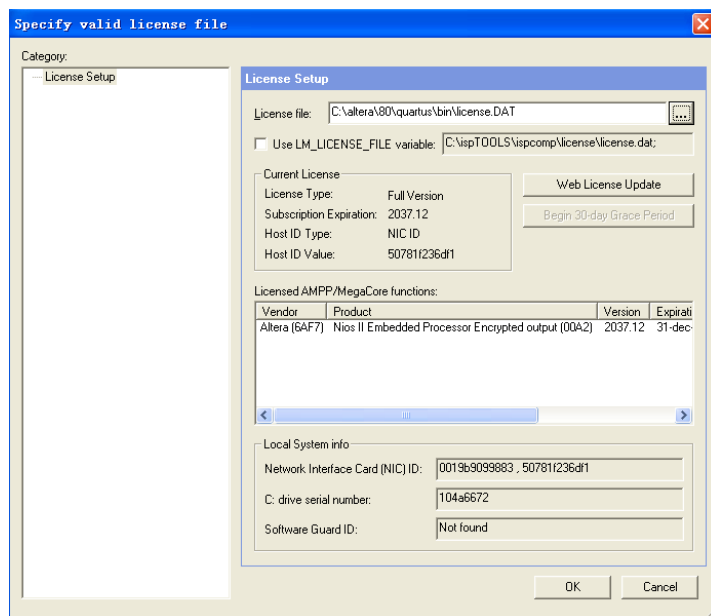 Specify valid license file
Category:
License Setup
License Setup
License file: C:\altera\80\quartus\bin\license.DAT ...
Use LM_LICENSE_FILE variable: C:\ispTOOLS\ispcomp\license\license.dat;
Current License
License Type: Full Version
Subscription Expiration: 2037.12
Host ID Type: NIC ID
Host ID Value: 50781f236df1
Web License Update
Begin 30-day Grace Period
Licensed AMPP/MegaCore functions:
Vendor Product Version Expirati
Altera (6AF7) Nios II Embedded Processor Encrypted output (00A2) 2037.12 31-dec-
Local System info
Network Interface Card (NIC) ID: 0019b9099883 , 50781f236df1
C: drive serial number: 104a6672
Software Guard ID: Not found
OK Cancel